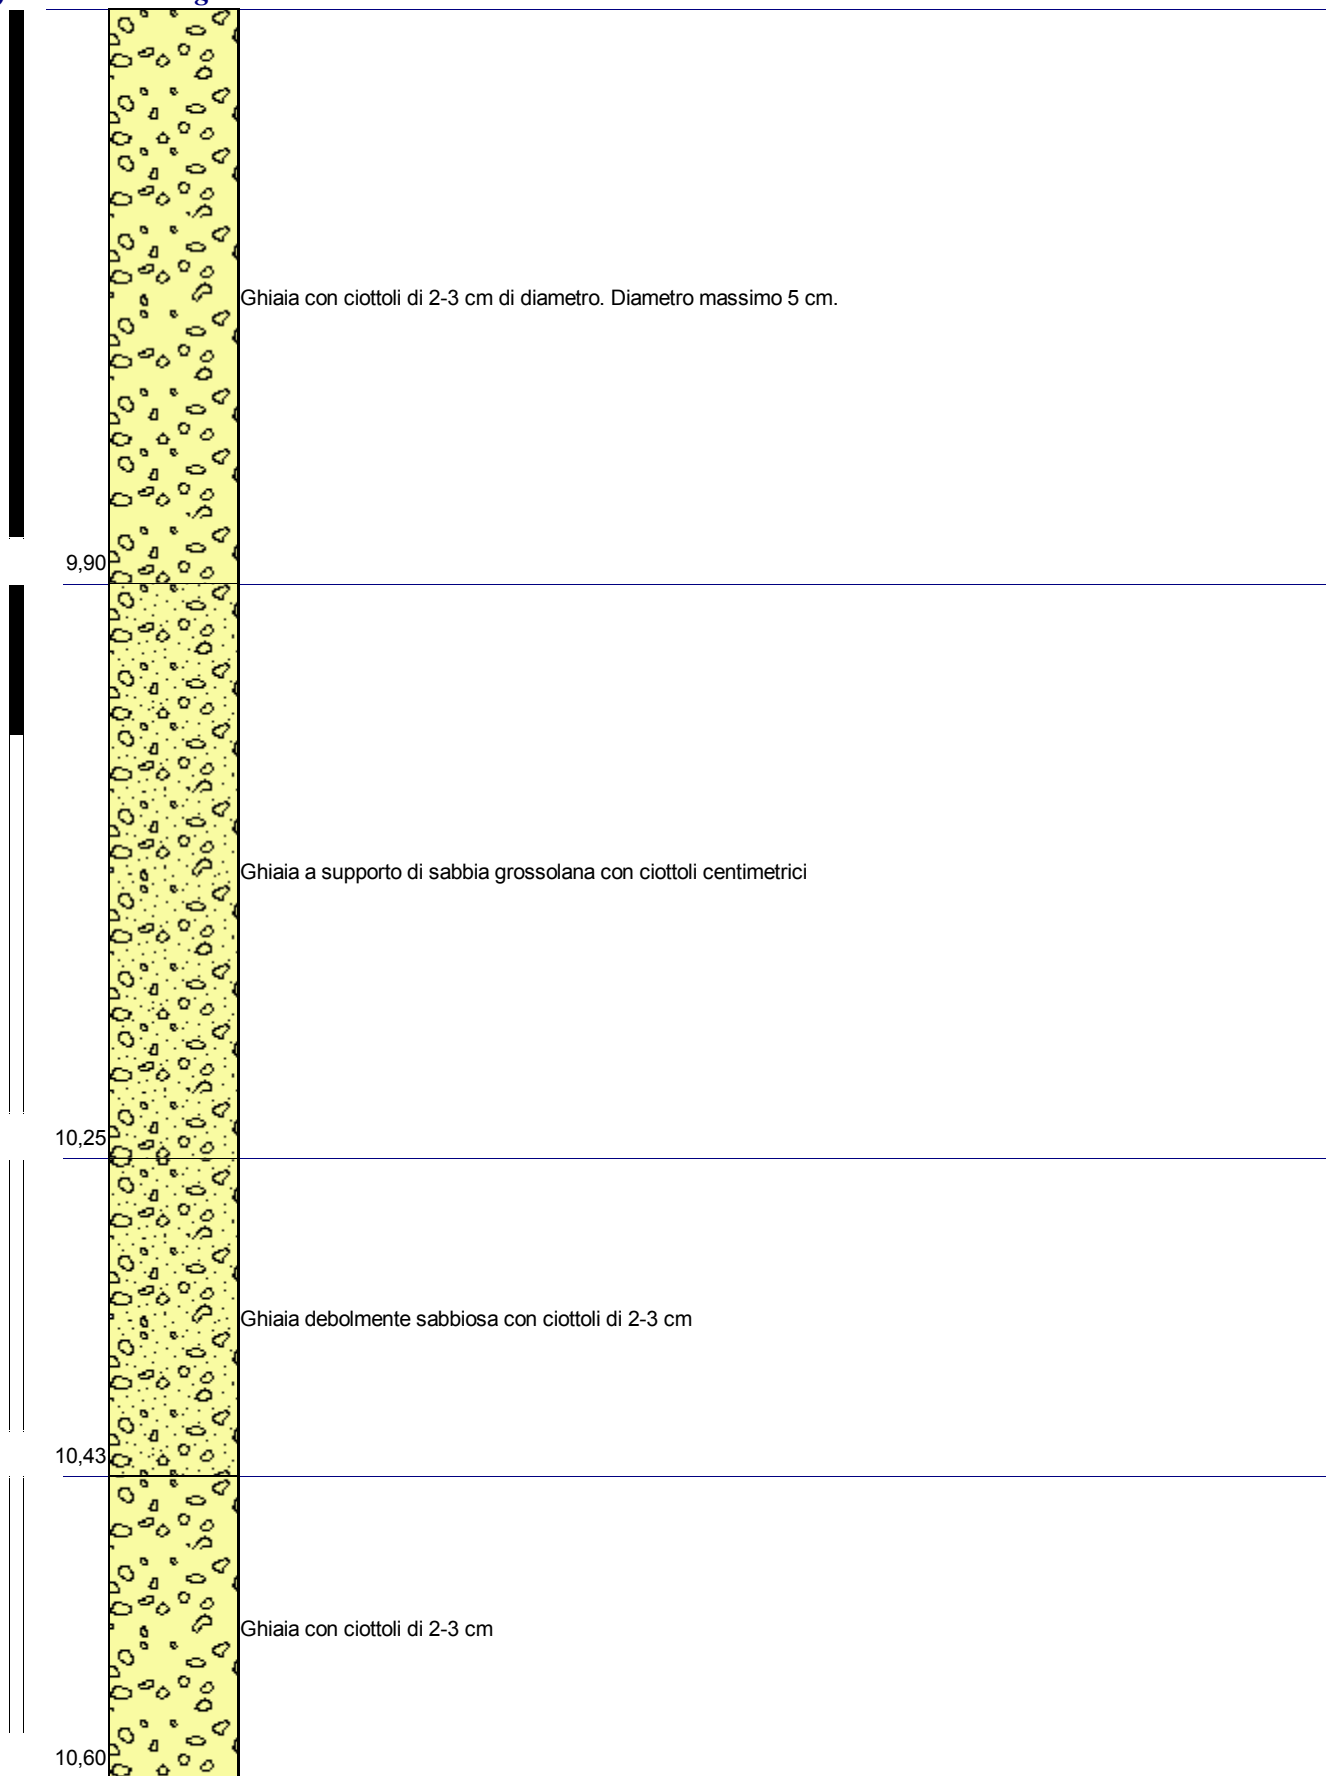 Ghiaia con ciottoli di 2-3 cm di diametro. Diametro massimo 5 cm.
9,90
Ghiaia a supporto di sabbia grossolana con ciottoli centimetrici
10,25
Ghiaia debolmente sabbiosa con ciottoli di 2-3 cm
10,43
Ghiaia con ciottoli di 2-3 cm
10,60